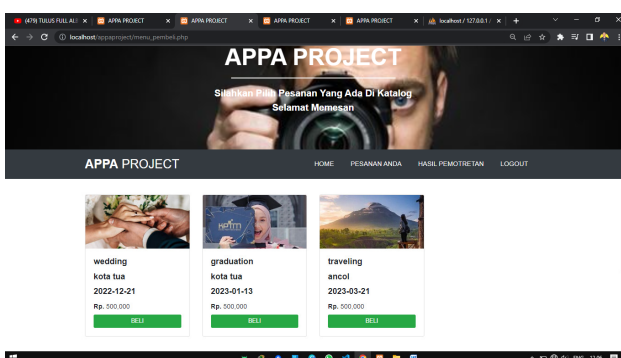 (479) TULUS FULL ALB
APPA PROJECT
APPA PROJECT
APPA PROJECT
APPA PROJECT
localhost / 127.0.0.1 /
localhost/appaproject/menu_pembeli.php
APPA PROJECT
Silahkan Pilih Pesanan Yang Ada Di Katalog
Selamat Memesan
APPA PROJECT
HOME
PESANAN ANDA
HASIL PEMOTRETAN
LOGOUT
wedding
kota tua
2022-12-21
Rp. 500.000
BELI
graduation
kota tua
2023-01-13
Rp. 500.000
BELI
traveling
ancol
2023-03-21
Rp. 500.000
BELI
ENG